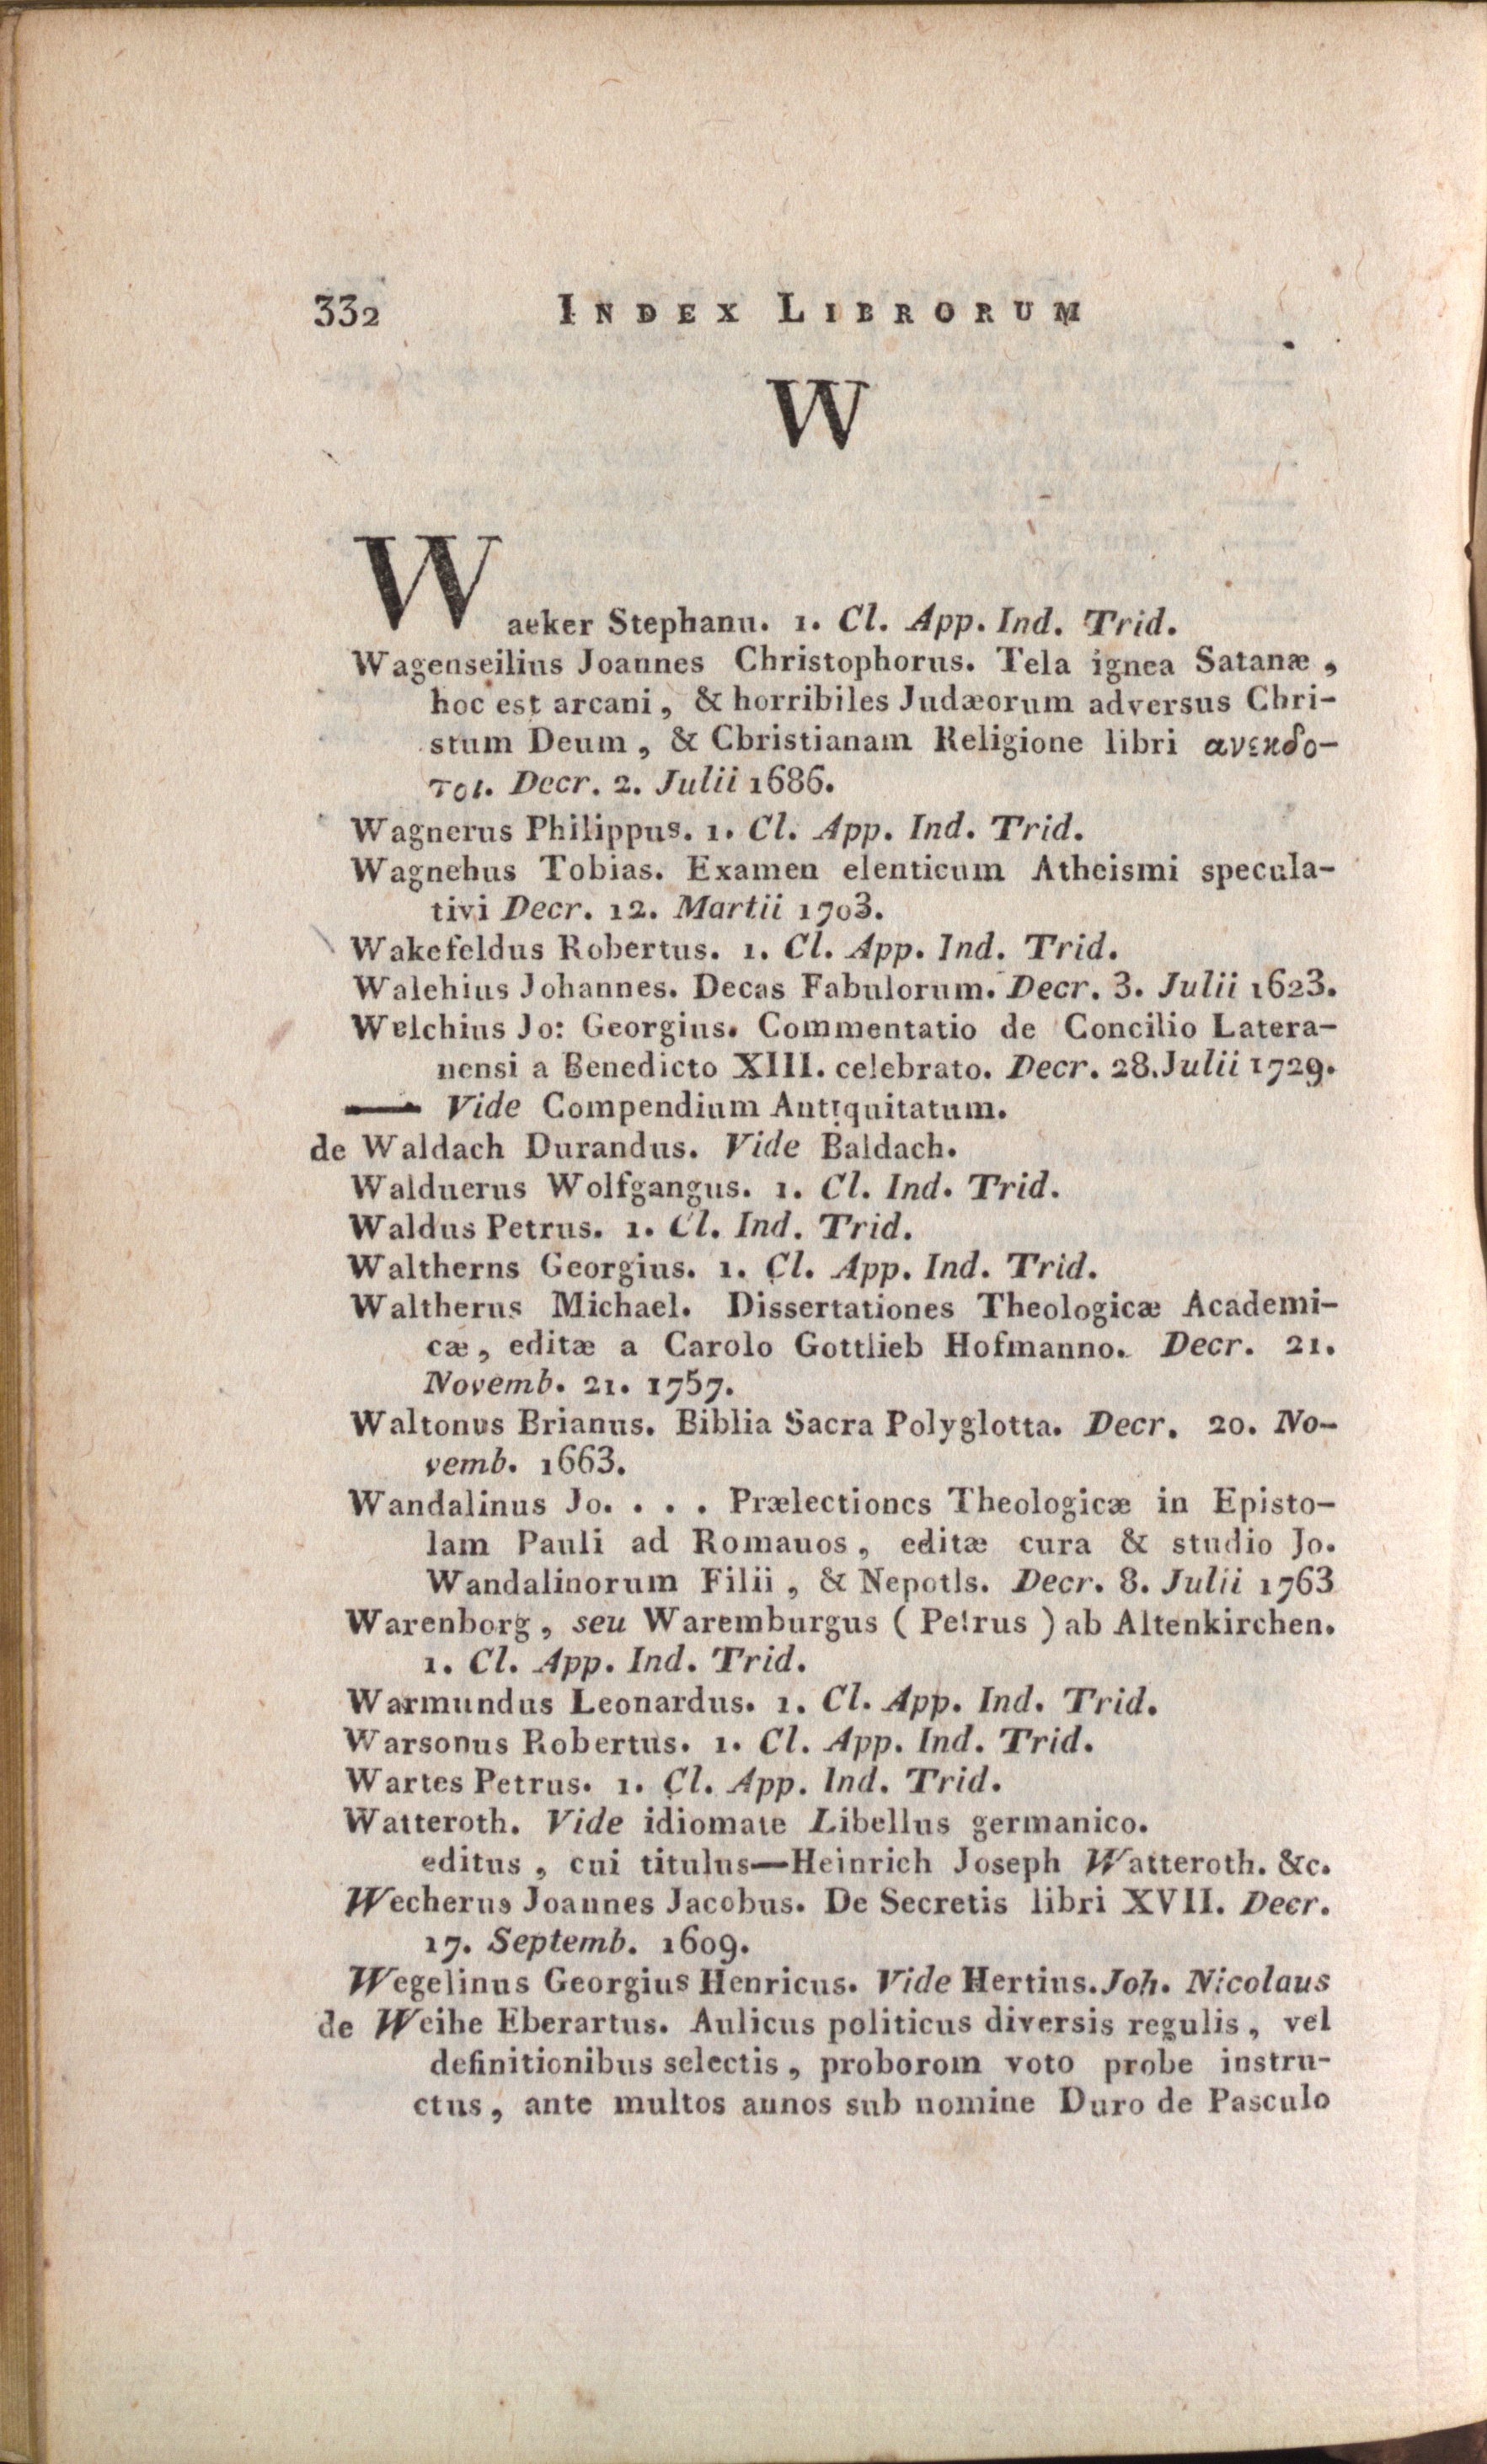 332 INDEX LIBRORUM
W
Waeker Stephanu. 1. Cl. App. Ind. Trid.
Wagenseilius Joannes Christophorus. Tela ignea Satanæ ,
hoc est arcani , & horribiles Judæorum adversus Chri-
stum Deum , & Christianam Religione libri ανεκδο-
τοι. Decr. 2. Julii 1686.
Wagnerus Philippus. 1. Cl. App. Ind. Trid.
Wagnehus Tobias. Examen elenticum Atheismi specula-
tivi Decr. 12. Martii 1703.
Wakefeldus Robertus. 1. Cl. App. Ind. Trid.
Walehius Johannes. Decas Fabulorum. Decr. 3. Julii 1623.
Welchius Jo: Georgius. Commentatio de Concilio Latera-
nensi a Benedicto XIII. celebrato. Decr. 28. Julii 1729.
—— Vide Compendium Antiquitatum.
de Waldach Durandus. Vide Baldach.
Walduerus Wolfgangus. 1. Cl. Ind. Trid.
Waldus Petrus. 1. Cl. Ind. Trid.
Watherns Georgius. 1. Cl. App. Ind. Trid.
Waltherus Michael. Dissertationes Theologicæ Academi-
cæ , editæ a Carolo Gottlieb Hofmanno. Decr. 21.
Novemb. 21. 1757.
Waltonus Brianus. Biblia Sacra Polyglotta. Decr. 20. No-
vemb. 1663.
Wandalinus Jo. . . . Prælectiones Theologicæ in Episto-
lam Pauli ad Romauos , editæ cura & studio Jo.
Wandalinorum Filii , & Nepotls. Decr. 8. Julii 1763
Warenborg , seu Waremburgus ( Petrus ) ab Altenkirchen.
1. Cl. App. Ind. Trid.
Warmundus Leonardus. 1. Cl. App. Ind. Trid.
Warsonus Robertus. 1. Cl. App. Ind. Trid.
Wartes Petrus. 1. Cl. App. Ind. Trid.
Watteroth. Vide idiomate Libellus germanico.
editus , cui titulus—Heinrich Joseph Watteroth. &c.
Wecherus Joannes Jacobus. De Secretis libri XVII. Decr.
17. Septemb. 1609.
Wegelinus Georgius Henricus. Vide Hertius. Joh. Nicolaus
de Weihe Eberartus. Aulicus politicus diversis regulis , vel
definitionibus selectis , proborom voto probe instru-
ctus , ante multos annos sub nomine Duro de Pasculo